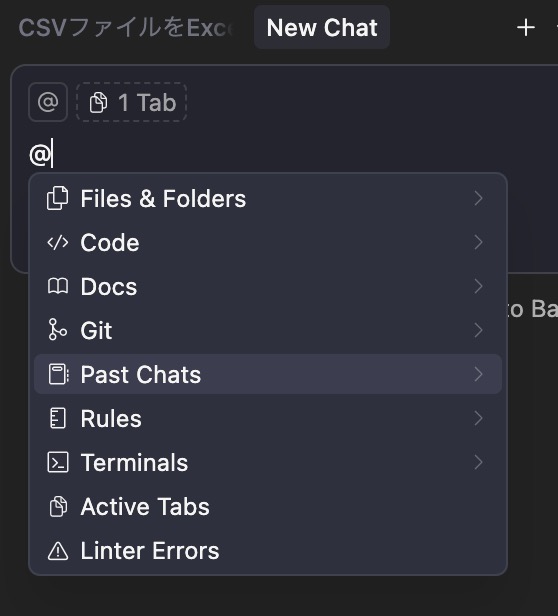 CSVファイルをExc New Chat +
@ 1 Tab
@
Files & Folders
Code
Docs
Git
to Ba
Past Chats
Rules
Terminals
Active Tabs
Linter Errors